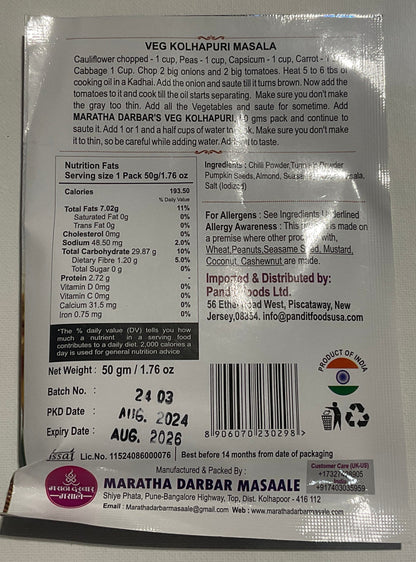 VEG KOLHAPURI MASALA
Cauliflower chopped - 1 cup, Peas - 1 cup, Capsicum - 1 cup, Carrot - 1
Cabbage 1 Cup. Chop 2 big onions and 2 big tomatoes. Heat 5 to 6 tbs of
cooking oil in a Kadhai. Add the onion and saute till it turns brown. Now add the
tomatoes to it and cook till the oil starts separating. Make sure you don't make
the gray too thin. Add all the Vegetables and saute for sometime. Add
MARATHA DARBAR'S VEG KOLHAPURI, gms pack and continue to
saute it. Add 1 or 1 and a half cups of water to cook. Make sure you don't make it
too thin, so be careful while adding water. Add salt to taste.
Nutrition Fats
Serving size 1 Pack 50g/1.76 oz
Calories 193.50
% Daily Value
Total Fats 7.02g 11%
Saturated Fat 0g 0%
Trans Fat 0g 0%
Cholesterol 0mg 0%
Sodium 48.50 mg 2.0%
Total Carbohydrate 29.87 g 10%
Dietary Fibre 1.20 g 5.0%
Total Sugar 0 g 0%
Protein 2.72 g
Vitamin D 0mg 0%
Vitamin C 0mg 0%
Calcium 31.5 mg 0%
Iron 0.75 mg 0%
*The % daily value (DV) tells you how
much a nutrient in a serving food
contributes to a daily diet. 2,000 calories a
day is used for general nutrition advice
Ingredients : Chilli Powder, Powder
Pumpkin Seeds, Almond,
Salt (Iodized)
For Allergens : See Ingredients Underlined
Allergy Awareness : This is made on
a premise where other with
Wheat,Peanuts,Seasame Seed, Mustard,
Coconut, Cashewnut are made.
Imported & Distributed by:
Pandit Foods Ltd.
56 Ethel Road West, Piscataway, New
Jersey,08354. info@panditfoodsusa.com
Net Weight : 50 gm / 1.76 oz
Batch No. : 24 03
PKD Date : AUG. 2024
Expiry Date : AUG. 2026
8 906070 230298
PRODUCT OF INDIA
fssai Lic.No. 11524086000076
Best before 14 months from date of packaging
मराठा दरबार
मसाले
Manufactured & Packed By :
MARATHA DARBAR MASAALE
Shiye Phata, Pune-Bangalore Highway, Top, Dist. Kolhapoor - 416 112
Email : Marathadarbarmasale@gmail.com Web : www.marathadarbarmasale.com
Customer Care (UK-US)
India
+917403035959